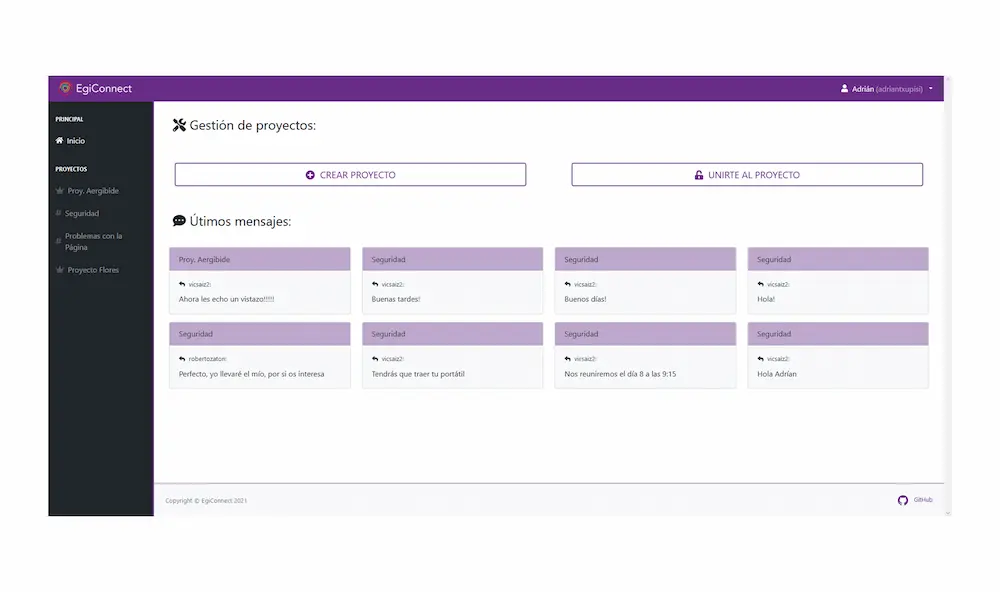 EgiConnect
Adrián (adriantxupisi)
PRINCIPAL
Inicio
PROYECTOS
Proy. Aergibide
# Seguridad
# Problemas con la
Página
Proyecto Flores
Gestión de proyectos:
CREAR PROYECTO
UNIRTE AL PROYECTO
Útimos mensajes:
Proy. Aergibide
vicsaiz2:
Ahora les echo un vistazo!!!!!
Seguridad
vicsaiz2:
Buenas tardes!
Seguridad
vicsaiz2:
Buenos días!
Seguridad
vicsaiz2:
Hola!
Seguridad
robertozaton:
Perfecto, yo llevaré el mío, por si os interesa
Seguridad
vicsaiz2:
Tendrás que traer tu portátil
Seguridad
vicsaiz2:
Nos reuniremos el día 8 a las 9:15
Seguridad
vicsaiz2:
Hola Adrían
Copyright © EgiConnect 2021
GitHub